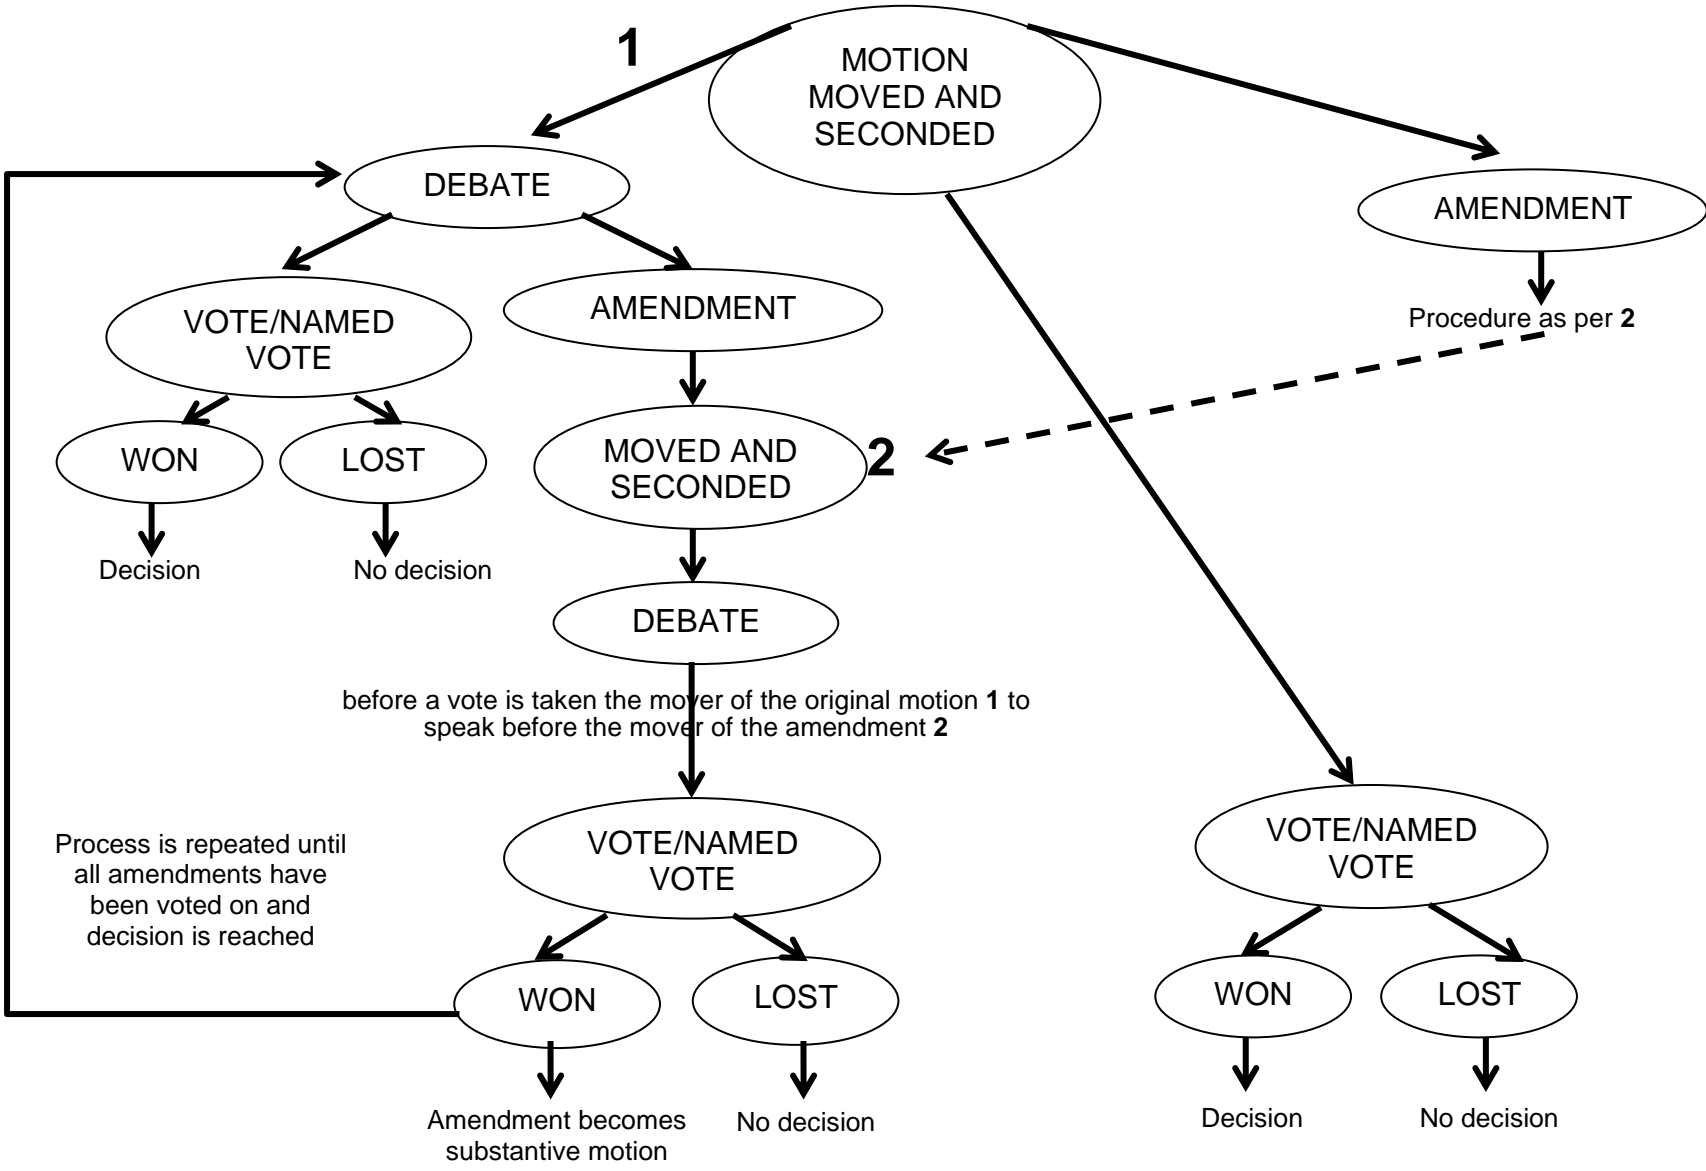 1
MOTION
MOVED AND
SECONDED
DEBATE
AMENDMENT
VOTE/NAMED
VOTE
AMENDMENT
Procedure as per 2
WON
LOST
MOVED AND
SECONDED
2
Decision
No decision
DEBATE
before a vote is taken the mover of the original motion 1 to
speak before the mover of the amendment 2
Process is repeated until
all amendments have
been voted on and
decision is reached
VOTE/NAMED
VOTE
VOTE/NAMED
VOTE
WON
LOST
WON
LOST
Amendment becomes
substantive motion
No decision
Decision
No decision